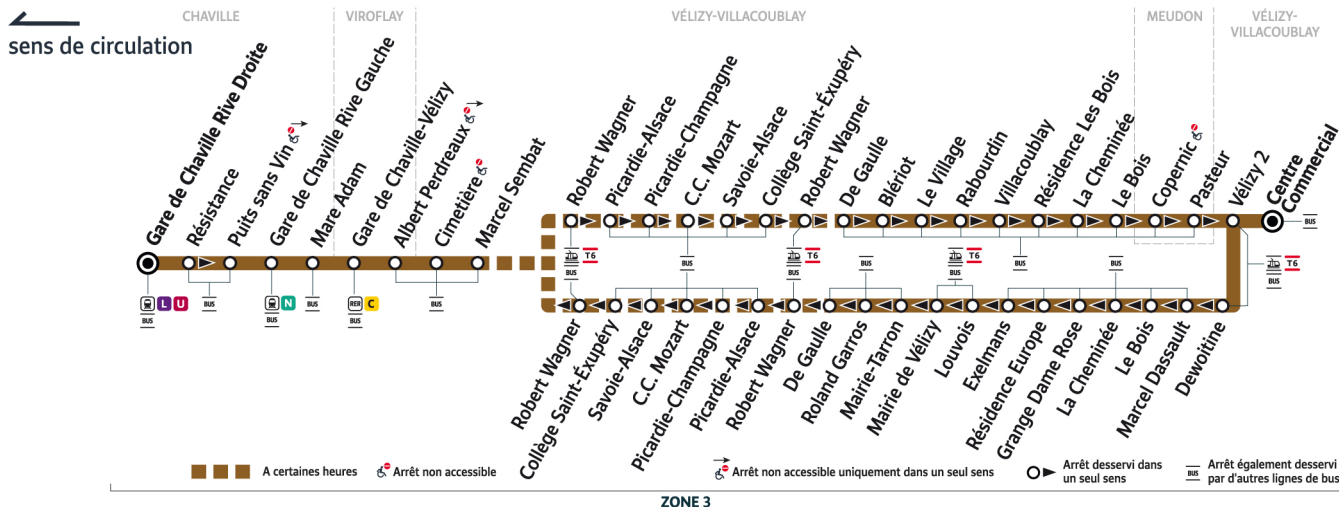 CHAVILLE
VIROFLAY
VÉLIZY-VILLACOUBLAY
MEUDON
VÉLIZY-
VILLACOUBLAY
sens de circulation
Gare de Chaville Rive Droite
Résistance
Puits sans Vin
Gare de Chaville Rive Gauche
Mare Adam
Gare de Chaville-Vélizy
Albert Perdreaux
Cimetière
Marcel Sembat
Robert Wagner
Picardie-Alsace
Picardie-Champagne
C.C. Mozart
Savoie-Alsace
Collège Saint-Éxupéry
Robert Wagner
De Gaulle
Blériot
Le Village
Rabourdin
Villacoublay
Résidence Les Bois
La Cheminée
Le Bois
Copernic
Pasteur
Vélizy 2
Centre
Commercial
BUS
T6
BUS
BUS
T6
BUS
T6
BUS
BUS
BUS
T6
BUS
L U
BUS
BUS
N
BUS
BUS
RER C
BUS
BUS
Robert Wagner
Collège Saint-Exupéry
Savoie-Alsace
C.C. Mozart
Picardie-Champagne
Picardie-Alsace
Robert Wagner
De Gaulle
Roland Garros
Mairie-Tarron
Mairie de Vélizy
Louvois
Exelmans
Résidence Europe
Grange Dame Rose
La Cheminée
Le Bois
Marcel Dassault
Dewoitine
A certaines heures
Arrêt non accessible
Arrêt non accessible uniquement dans un seul sens
Arrêt desservi dans
un seul sens
BUS
Arrêt également desservi
par d'autres lignes de bus
ZONE 3